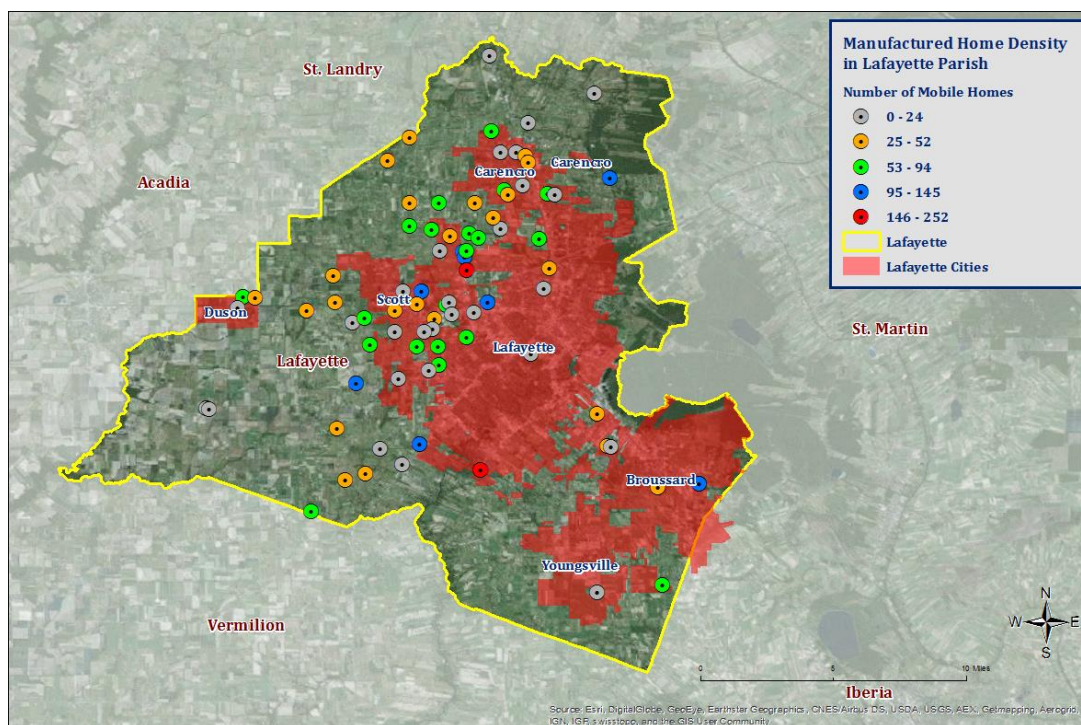 Manufactured Home Density
in Lafayette Parish
Number of Mobile Homes
0 - 24
25 - 52
53 - 94
95 - 145
146 - 252
Lafayette
Lafayette Cities
St. Landry
Carencro
Carencro
Acadia
Scott
Duson
St. Martin
Lafayette
Lafayette
Broussard
Youngsville
Vermilion
N
W E
S
0 5 10 Miles
Iberia
Source: Esri, DigitalGlobe, GeoEye, Earthstar Geographics, CNES/Airbus DS, USDA, USGS, AEX, Getmapping, Aerogrid,
IGN, IGP, swisstopo, and the GIS User Community